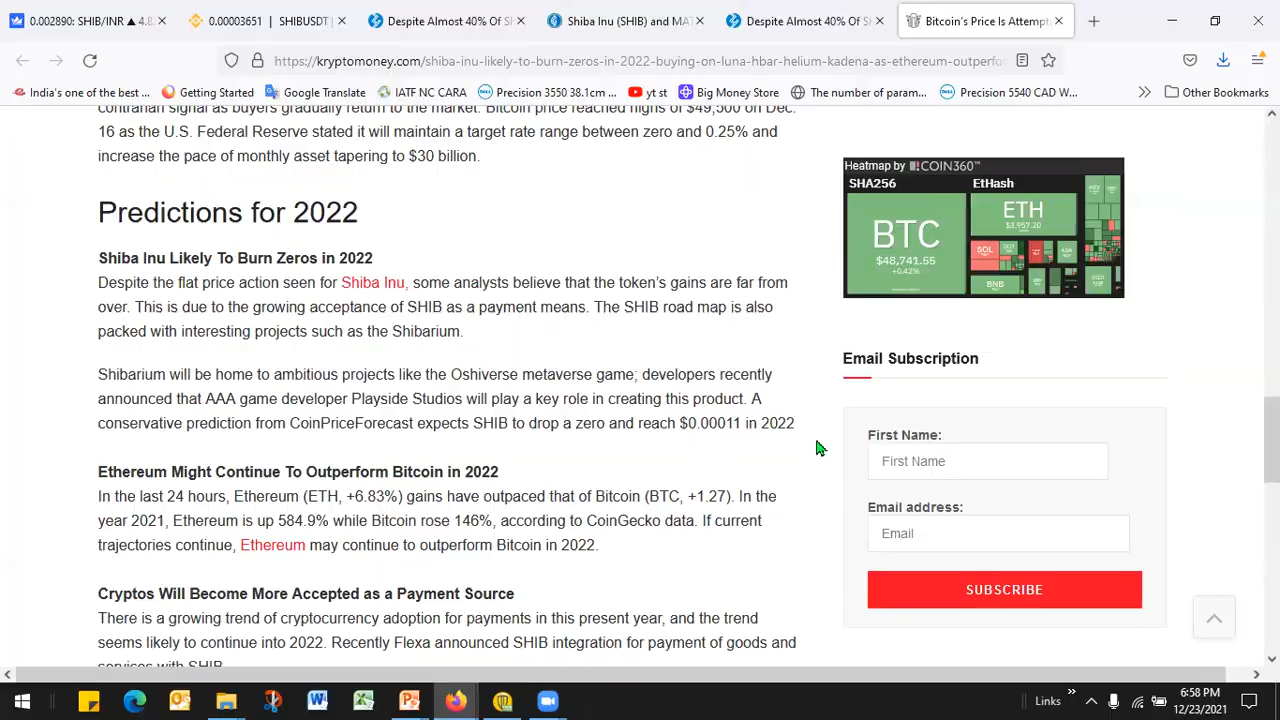 0.002890: SHIB/INR ▲ 4.8
0.00003651 | SHIBUSDT |
Despite Almost 40% Of S
Shiba Inu (SHIB) and MAT
Despite Almost 40% Of S
Bitcoin's Price Is Attempt
https://kryptomoney.com/shiba-inu-likely-to-burn-zeros-in-2022-buying-on-luna-hbar-helium-kadena-as-ethereum-outperfor
India's one of the best ...
Getting Started
Google Translate
IATF NC CARA
Precision 3550 38.1cm ...
yt st
Big Money Store
The number of param...
Precision 5540 CAD W...
Other Bookmarks
contrarian signal as buyers gradually return to the market. Bitcoin price reached highs of $49,500 on Dec.
16 as the U.S. Federal Reserve stated it will maintain a target rate range between zero and 0.25% and
increase the pace of monthly asset tapering to $30 billion.
Predictions for 2022
Shiba Inu Likely To Burn Zeros in 2022
Despite the flat price action seen for Shiba Inu, some analysts believe that the token's gains are far from
over. This is due to the growing acceptance of SHIB as a payment means. The SHIB road map is also
packed with interesting projects such as the Shibarium.
Shibarium will be home to ambitious projects like the Oshiverse metaverse game; developers recently
announced that AAA game developer Playside Studios will play a key role in creating this product. A
conservative prediction from CoinPriceForecast expects SHIB to drop a zero and reach $0.00011 in 2022
Ethereum Might Continue To Outperform Bitcoin in 2022
In the last 24 hours, Ethereum (ETH, +6.83%) gains have outpaced that of Bitcoin (BTC, +1.27). In the
year 2021, Ethereum is up 584.9% while Bitcoin rose 146%, according to CoinGecko data. If current
trajectories continue, Ethereum may continue to outperform Bitcoin in 2022.
Cryptos Will Become More Accepted as a Payment Source
There is a growing trend of cryptocurrency adoption for payments in this present year, and the trend
seems likely to continue into 2022. Recently Flexa announced SHIB integration for payment of goods and
services with SHIB.
Heatmap by COIN360™
SHA256
EtHash
BTC
$48,741.55
+0.42%
ETH
$3,957.20
SOL
DOT
ADA
BNB
Email Subscription
First Name:
First Name
Email address:
Email
SUBSCRIBE
Links
6:58 PM
12/23/2021